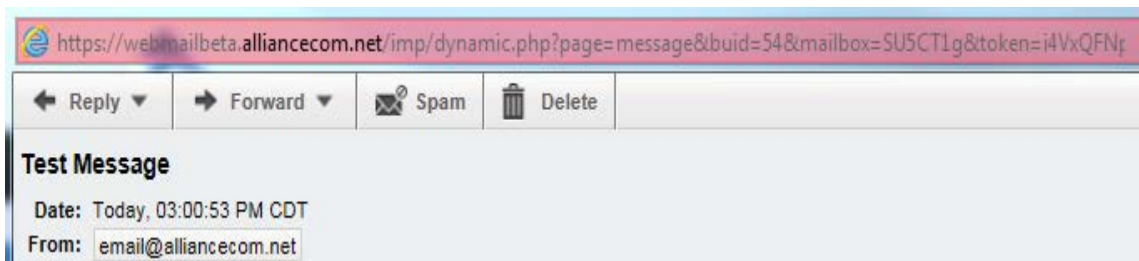 https://webmailbeta.alliancecom.net/imp/dynamic.php?page=message&buid=54&mailbox=SU5CT1g&token=i4VxQFNp
Reply Forward Spam Delete
Test Message
Date: Today, 03:00:53 PM CDT
From: email@alliancecom.net